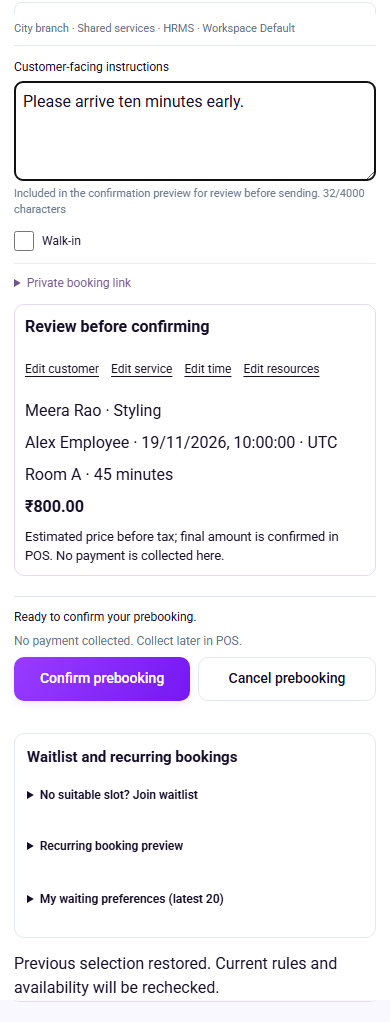 City branch · Shared services · HRMS · Workspace Default
Customer-facing instructions
Please arrive ten minutes early.
Included in the confirmation preview for review before sending. 32/4000
characters
Walk-in
Private booking link
Review before confirming
Edit customer Edit service Edit time Edit resources
Meera Rao · Styling
Alex Employee · 19/11/2026, 10:00:00 · UTC
Room A · 45 minutes
₹800.00
Estimated price before tax; final amount is confirmed in
POS. No payment is collected here.
Ready to confirm your prebooking.
No payment collected. Collect later in POS.
Confirm prebooking Cancel prebooking
Waitlist and recurring bookings
No suitable slot? Join waitlist
Recurring booking preview
My waiting preferences (latest 20)
Previous selection restored. Current rules and
availability will be rechecked.